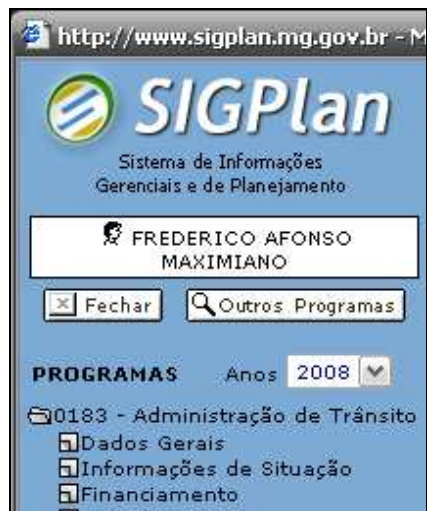 http://www.sigplan.mg.gov.br - M
SIGPlan
Sistema de Informações
Gerenciais e de Planejamento
FREDERICO AFONSO
MAXIMIANO
Fechar Outros Programas
PROGRAMAS Anos 2008
0183 - Administração de Trânsito
Dados Gerais
Informações de Situação
Financiamento